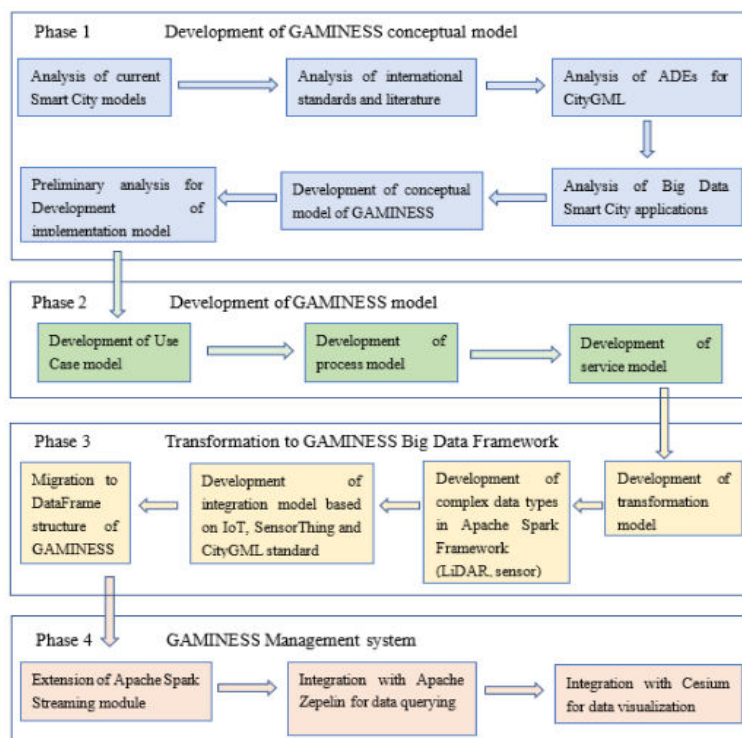 Phase 1 Development of GAMINESS conceptual model
Analysis of current
Smart City models
Analysis of international
standards and literature
Analysis of ADEs for
CityGML
Analysis of Big Data
Smart City applications
Development of conceptual
model of GAMINESS
Preliminary analysis for
Development of
implementation model
Phase 2 Development of GAMINESS model
Development of Use
Case model
Development of
process model
Development of
service model
Phase 3 Transformation to GAMINESS Big Data Framework
Development of
transformation model
Development of
complex data types
in Apache Spark
Framework
(LiDAR, sensor)
Development of
integration model based
on IoT, SensorThing and
CityGML standard
Migration to
DataFrame
structure of
GAMINESS
Phase 4 GAMINESS Management system
Extension of Apache Spark
Streaming module
Integration with Apache
Zepelin for data querying
Integration with Cesium
for data visualization